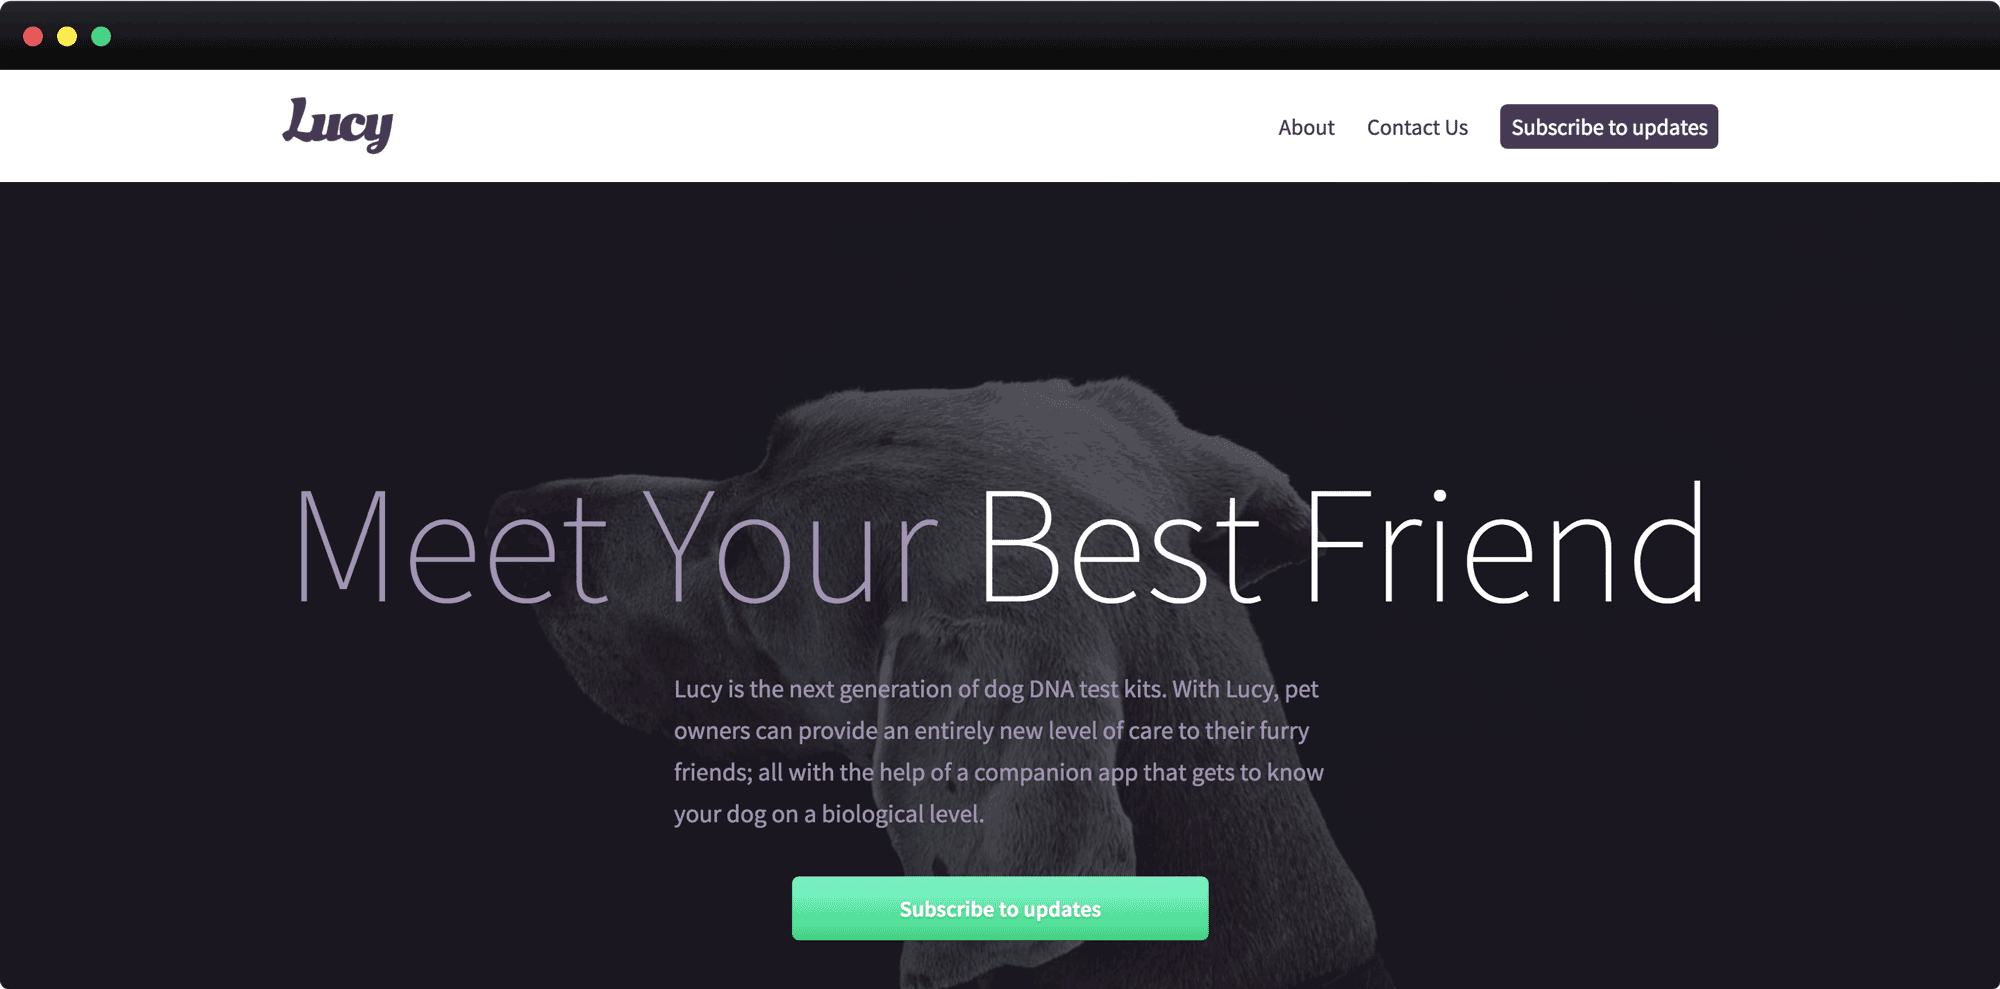 Lucy
About
Contact Us
Subscribe to updates
Meet Your Best Friend
Lucy is the next generation of dog DNA test kits. With Lucy, pet
owners can provide an entirely new level of care to their furry
friends; all with the help of a companion app that gets to know
your dog on a biological level.
Subscribe to updates